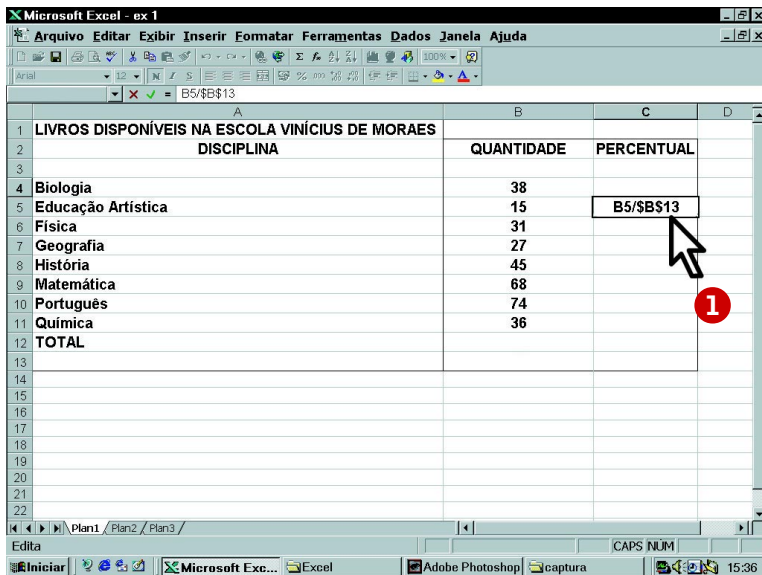 Microsoft Excel - ex 1
Arquivo Editar Exibir Inserir Formatar Ferramentas Dados Janela Ajuda
100%
Arial 12 N I S % 000
= B5/$B$13
A B C D
1 LIVROS DISPONÍVEIS NA ESCOLA VINÍCIUS DE MORAES
2 DISCIPLINA QUANTIDADE PERCENTUAL
3
4 Biologia 38
5 Educação Artística 15 B5/$B$13
6 Física 31
7 Geografia 27
8 História 45
9 Matemática 68
10 Português 74
11 Química 36
12 TOTAL
13
1
14
15
16
17
18
19
20
21
22
Plan1 Plan2 Plan3
Edita CAPS NÚM
Iniciar Microsoft Exc... Excel Adobe Photoshop captura 15:36